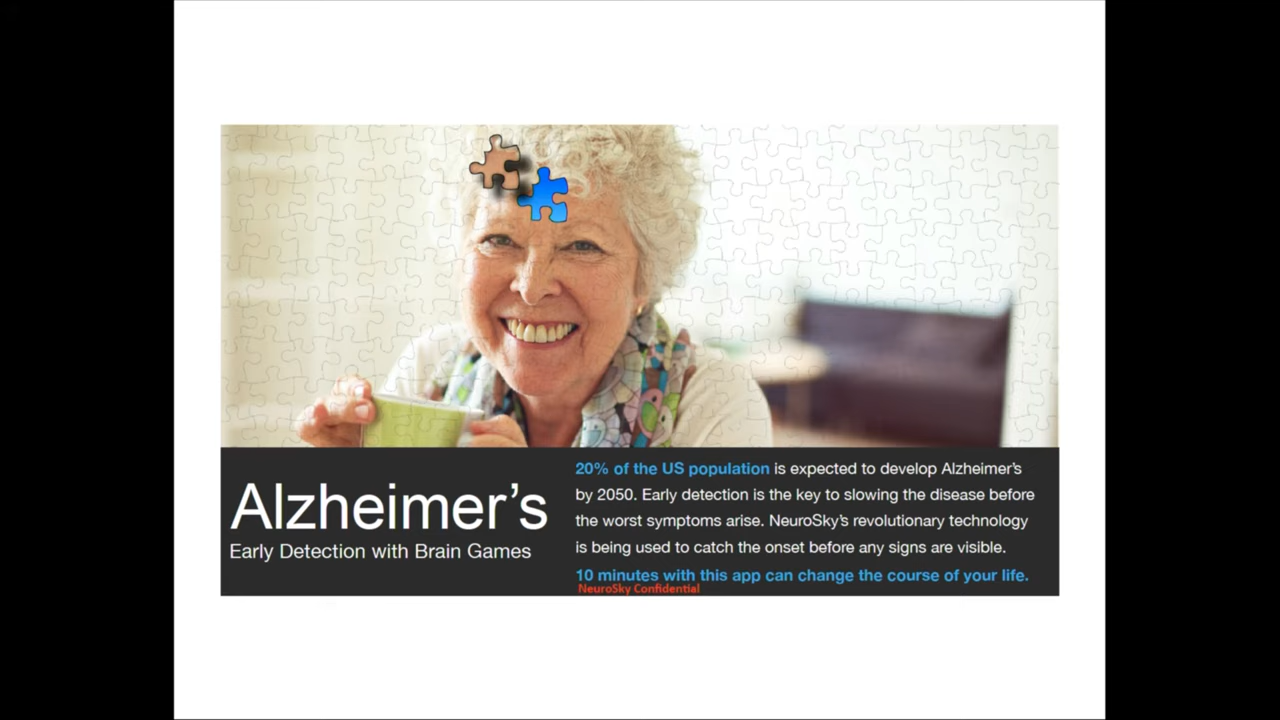 Alzheimer's
Early Detection with Brain Games
20% of the US population is expected to develop Alzheimer's
by 2050. Early detection is the key to slowing the disease before
the worst symptoms arise. NeuroSky's revolutionary technology
is being used to catch the onset before any signs are visible.
10 minutes with this app can change the course of your life.
NeuroSky Confidential